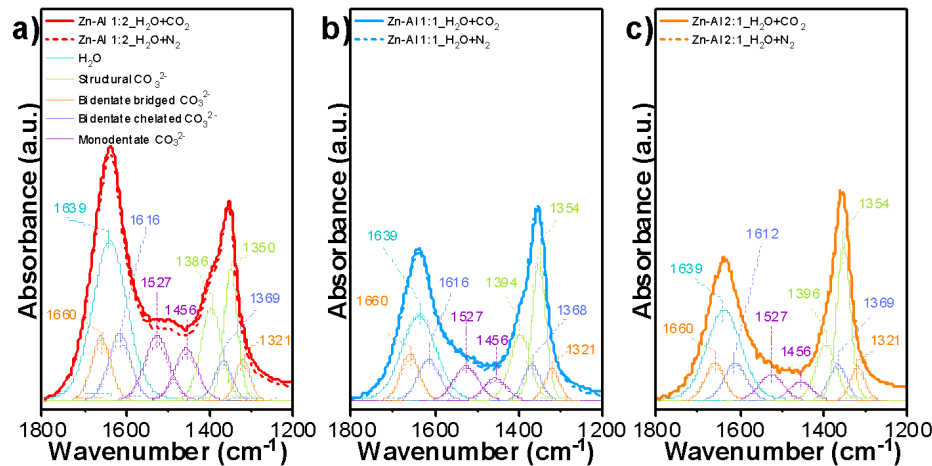 a)
Zn-Al 1:2_H₂O+CO₂
Zn-Al 1:2_H₂O+N₂
H₂O
Structural CO₃²⁻
Bidentate bridged CO₃²⁻
Bidentate chelated CO₃²⁻
Monodentate CO₃²⁻
1639
1616
1660
1527
1456
1386
1350
1369
1321
Absorbance (a.u.)
1800 1600 1400 1200
Wavenumber (cm⁻¹)
b)
Zn-Al 1:1_H₂O+CO₂
Zn-Al 1:1_H₂O+N₂
1354
1639
1660
1616
1527
1456
1394
1368
1321
Absorbance (a.u.)
1800 1600 1400 1200
Wavenumber (cm⁻¹)
c)
Zn-Al 2:1_H₂O+CO₂
Zn-Al 2:1_H₂O+N₂
1354
1612
1639
1660
1527
1456
1396
1369
1321
Absorbance (a.u.)
1800 1600 1400 1200
Wavenumber (cm⁻¹)